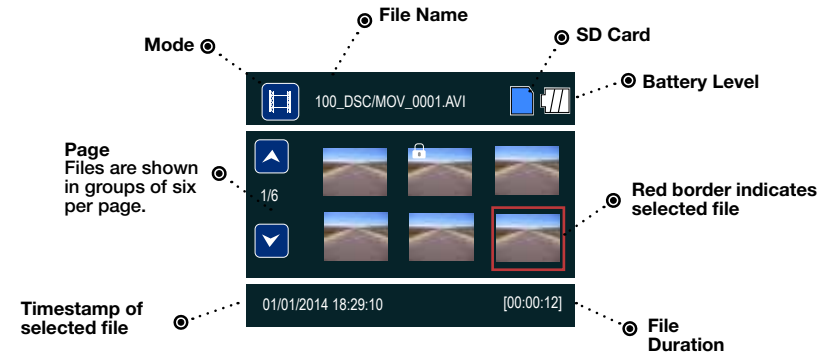 File Name
Mode
SD Card
Battery Level
100_DSC/MOV_0001.AVI
Page
Files are shown
in groups of six
per page.
1/6
Red border indicates
selected file
Timestamp of
selected file
01/01/2014 18:29:10
[00:00:12]
File
Duration